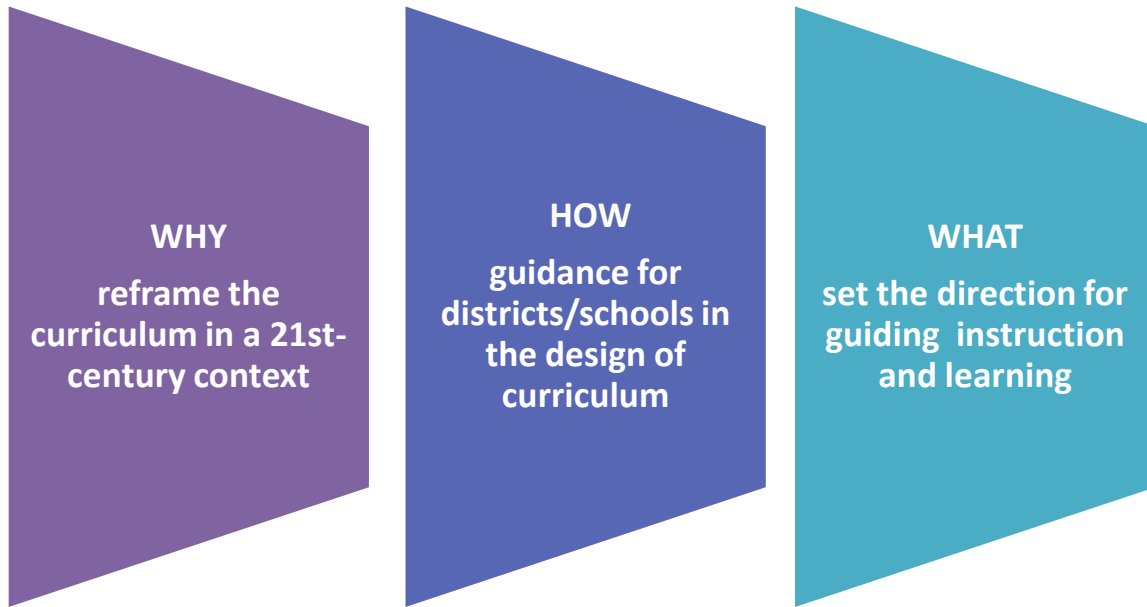 WHY
reframe the
curriculum in a 21st-
century context
HOW
guidance for
districts/schools in
the design of
curriculum
WHAT
set the direction for
guiding  instruction
and learning